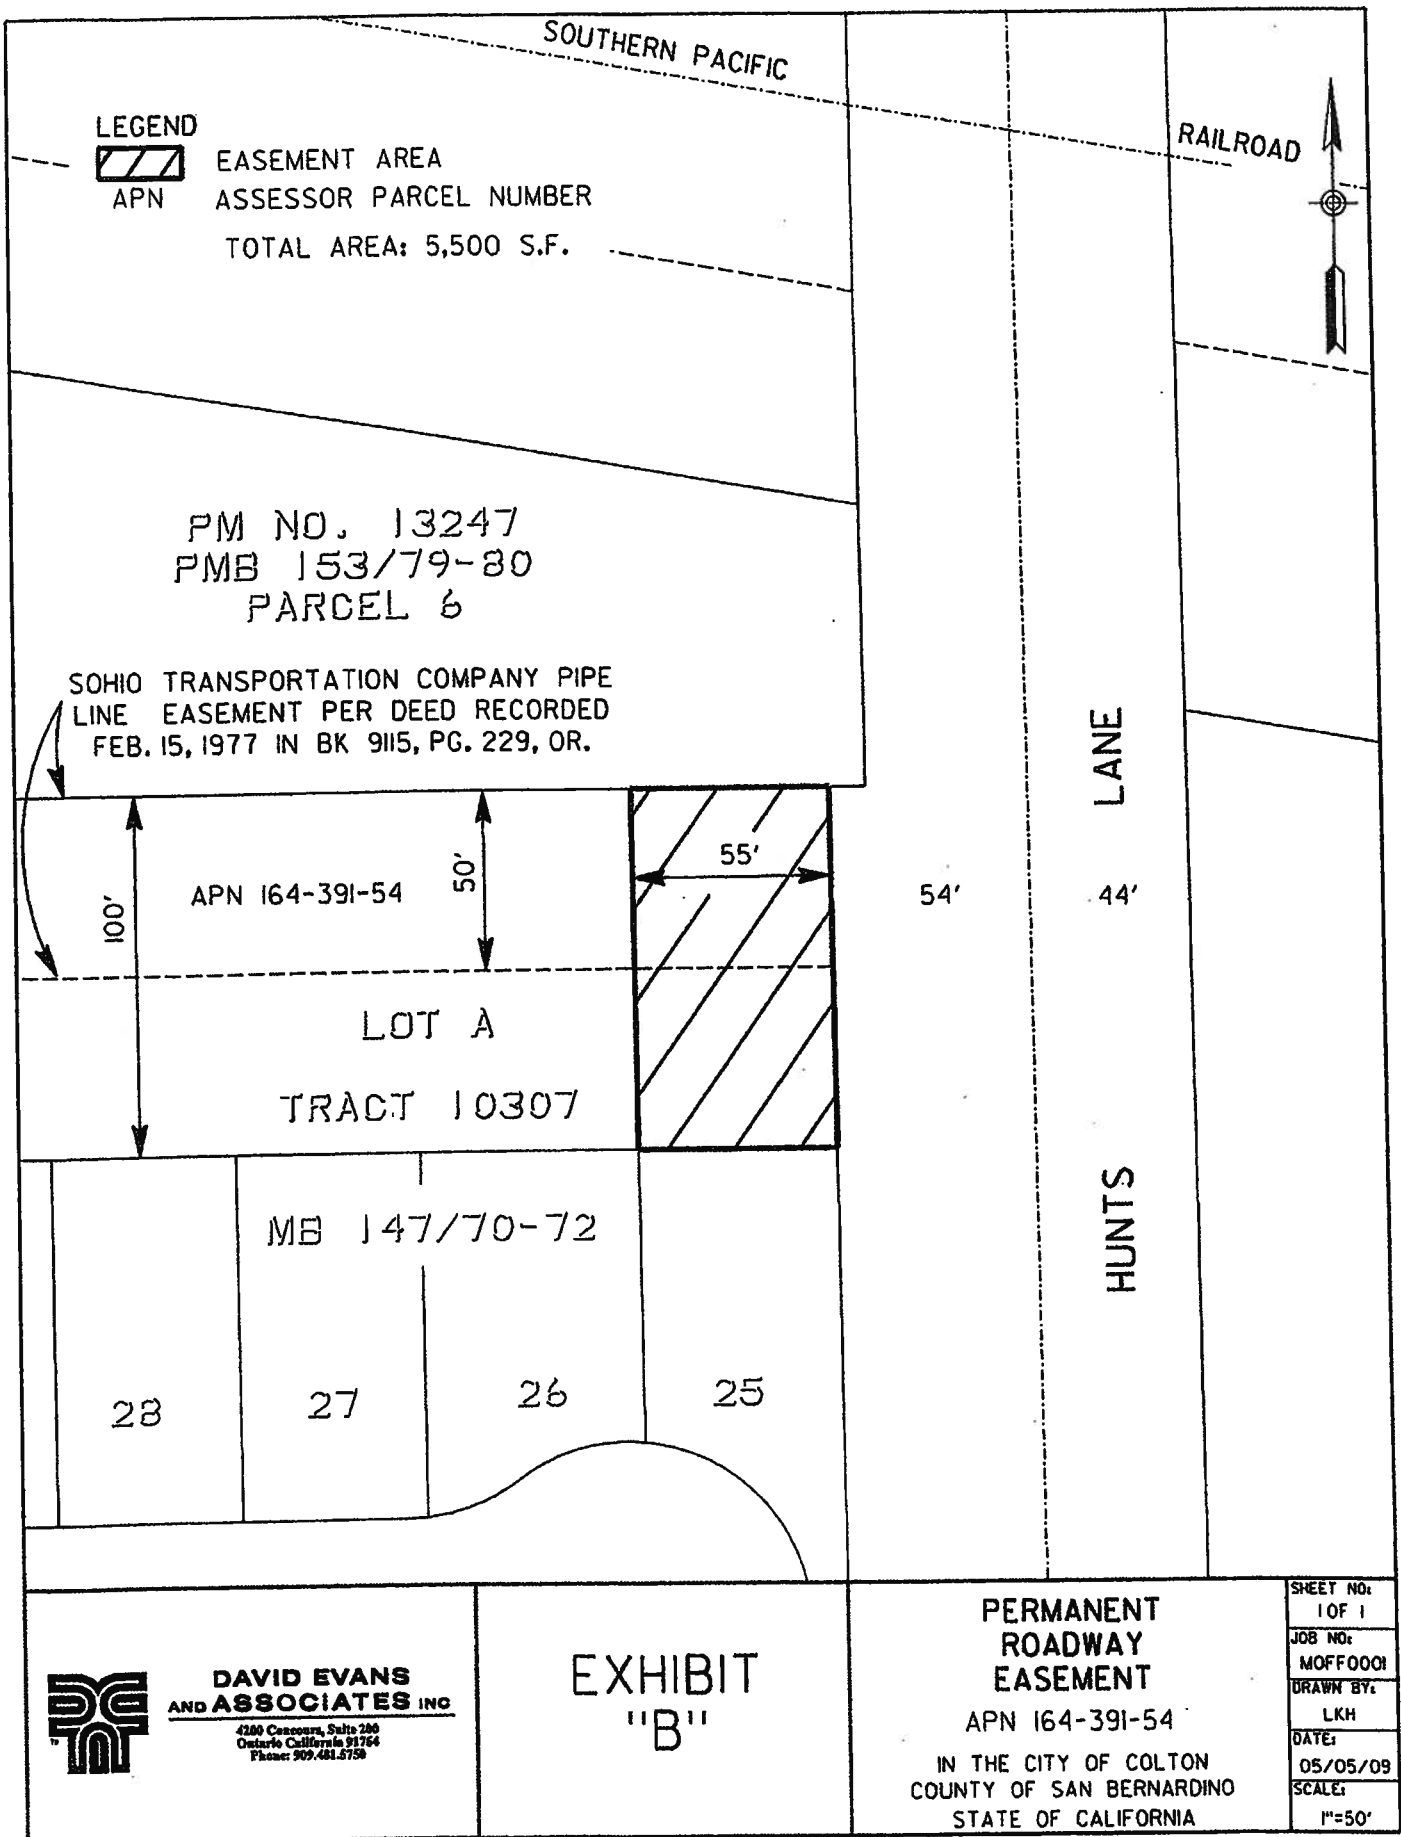 SOUTHERN PACIFIC
RAILROAD
LEGEND
EASEMENT AREA
APN ASSESSOR PARCEL NUMBER
TOTAL AREA: 5,500 S.F.
PM NO. 13247
PMB 153/79-80
PARCEL 6
SOHIO TRANSPORTATION COMPANY PIPE
LINE EASEMENT PER DEED RECORDED
FEB. 15, 1977 IN BK 9115, PG. 229, OR.
HUNTS LANE
55'
50'
100'
APN 164-391-54
54'
44'
LOT A
TRACT 10307
MB 147/70-72
28
27
26
25
DAVID EVANS
AND ASSOCIATES INC
4200 Concours, Suite 200
Ontario California 91764
Phone: 909.481.5750
EXHIBIT
"B"
PERMANENT
ROADWAY
EASEMENT
APN 164-391-54
IN THE CITY OF COLTON
COUNTY OF SAN BERNARDINO
STATE OF CALIFORNIA
SHEET NO:
1 OF 1
JOB NO:
MOFF0001
DRAWN BY:
LKH
DATE:
05/05/09
SCALE:
1"=50'